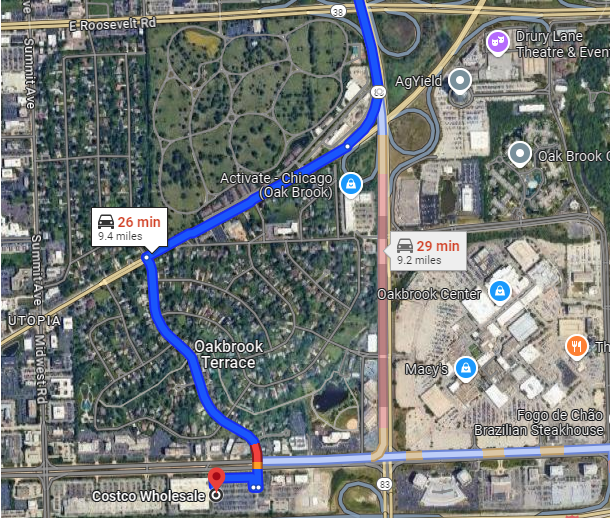 38
E Roosevelt Rd
Summit Ave
Drury Lane
Theatre & Even
AgYield
12
Oak Brook C
Activate - Chicago
(Oak Brook)
26 min
9.4 miles
29 min
9.2 miles
Summit Ave
Oakbrook Center
UTOPIA
Oakbrook
Terrace
Midwest Rd
Th
Macy's
Fogo de Chão
Brazilian Steakhouse
Costco Wholesale
83